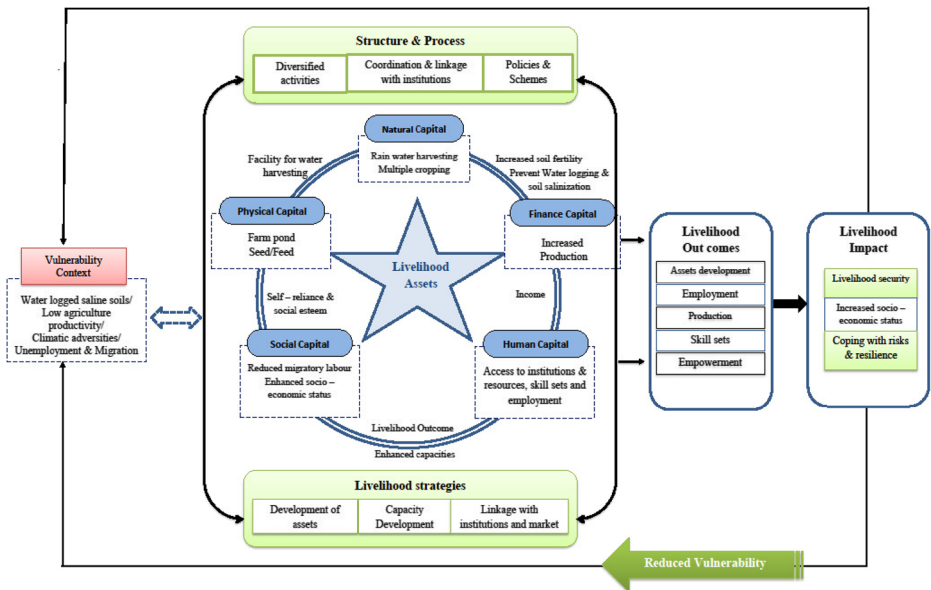 Structure & Process
Diversified
activities
Coordination & linkage
with institutions
Policies &
Schemes
Natural Capital
Rain water harvesting
Multiple cropping
Facility for water
harvesting
Increased soil fertility
Prevent Water logging &
soil salinization
Physical Capital
Farm pond
Seed/Feed
Finance Capital
Increased
Production
Livelihood
Assets
Self – reliance &
social esteem
Income
Social Capital
Reduced migratory labour
Enhanced socio –
economic status
Human Capital
Access to institutions &
resources, skill sets and
employment
Livelihood Outcome
Enhanced capacities
Livelihood strategies
Development of
assets
Capacity
Development
Linkage with
institutions and market
Vulnerability
Context
Water logged saline soils/
Low agriculture
productivity/
Climatic adversities/
Unemployment & Migration
Livelihood
Out comes
Assets development
Employment
Production
Skill sets
Empowerment
Livelihood
Impact
Livelihood security
Increased socio –
economic status
Coping with risks
& resilience
Reduced Vulnerability